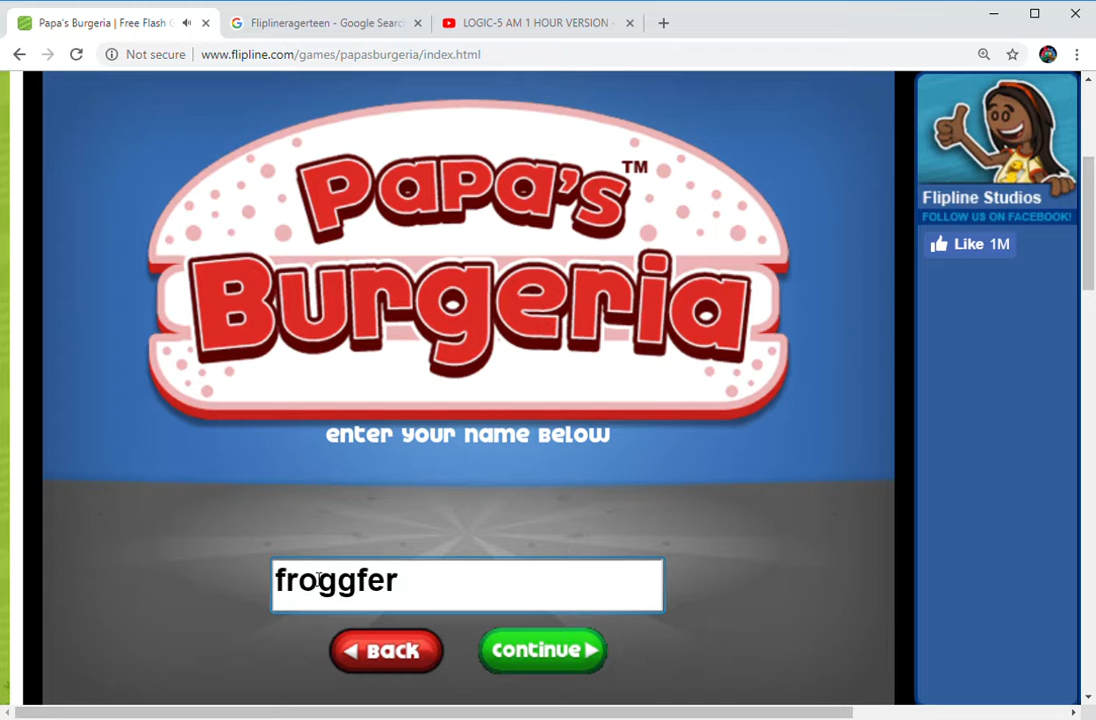 Papa's Burgeria | Free Flash G
Fliplineragerteen - Google Search
LOGIC-5 AM 1 HOUR VERSION -
Not secure
www.flipline.com/games/papasburgeria/index.html
Papa's™
Burgeria
enter your name below
froggfer
Back
continue
Flipline Studios
FOLLOW US ON FACEBOOK!
Like 1M